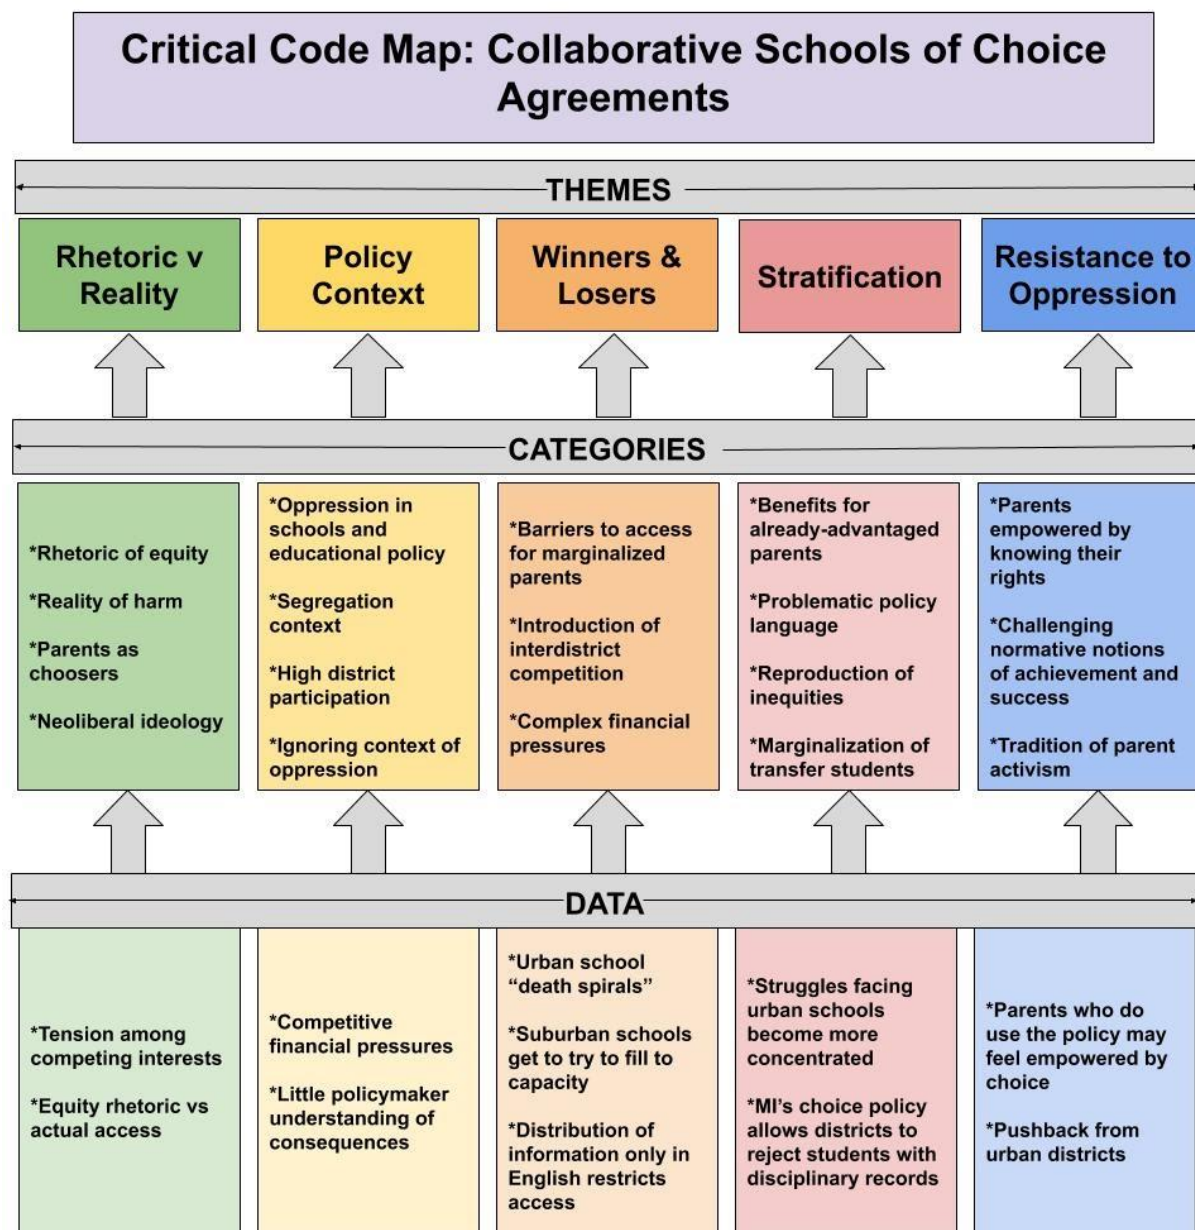 Critical Code Map: Collaborative Schools of Choice
Agreements
THEMES
Rhetoric v
Reality
Policy
Context
Winners &
Losers
Stratification
Resistance to
Oppression
CATEGORIES
*Rhetoric of equity
*Reality of harm
*Parents as
choosers
*Neoliberal ideology
*Oppression in
schools and
educational policy
*Segregation
context
*High district
participation
*Ignoring context of
oppression
*Barriers to access
for marginalized
parents
*Introduction of
interdistrict
competition
*Complex financial
pressures
*Benefits for
already-advantaged
parents
*Problematic policy
language
*Reproduction of
inequities
*Marginalization of
transfer students
*Parents
empowered by
knowing their
rights
*Challenging
normative notions
of achievement and
success
*Tradition of parent
activism
DATA
*Tension among
competing interests
*Equity rhetoric vs
actual access
*Competitive
financial pressures
*Little policymaker
understanding of
consequences
*Urban school
“death spirals”
*Suburban schools
get to try to fill to
capacity
*Distribution of
information only in
English restricts
access
*Struggles facing
urban schools
become more
concentrated
*MI’s choice policy
allows districts to
reject students with
disciplinary records
*Parents who do
use the policy may
feel empowered by
choice
*Pushback from
urban districts